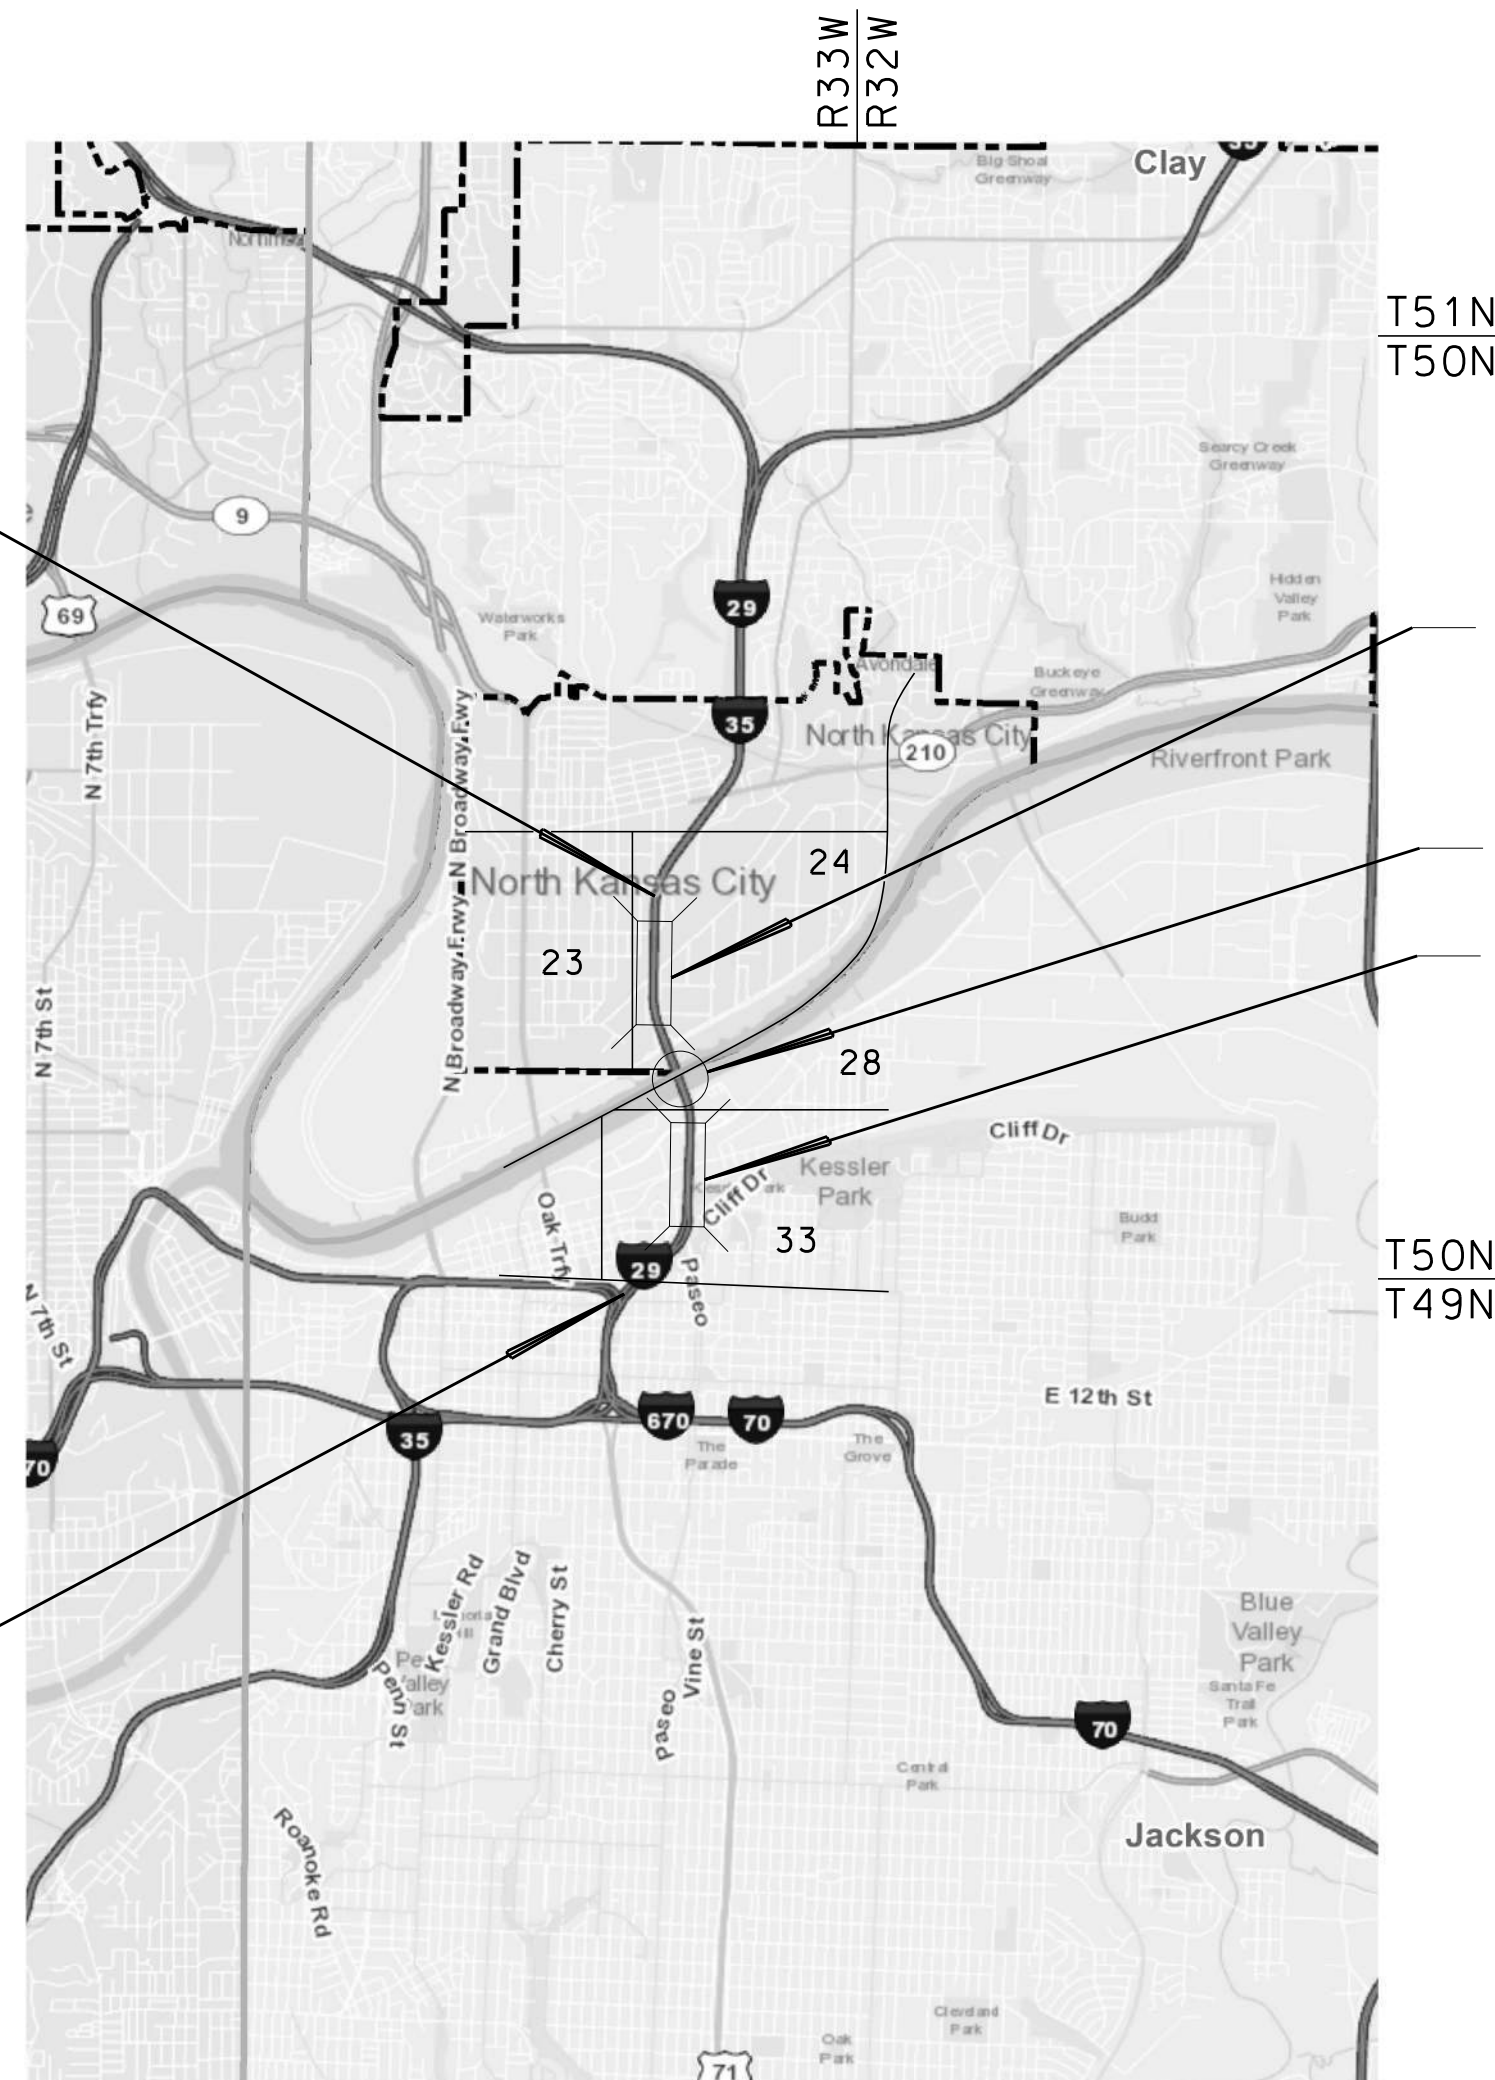 R33W
R32W
Big Shoal
Greenway
Clay
35
T51N
T50N
Searcy Creek
Greenway
9
69
29
Hidden
Valley
Park
Waterworks
Park
Avondale
Buckeye
Greenway
35
North Kansas City
210
Riverfront Park
N 7th Trfy
N Broadway Fwy
N Broadway Frwy
North Kansas City
24
23
N 7th St
28
Cliff Dr
Kessler
Park
Cliff Dr
Oak Trfy
Budd
Park
33
29
Paseo
T50N
T49N
N 7th St
E 12th St
670
70
35
The
Parade
The
Grove
70
Kessler Rd
Grand Blvd
Cherry St
Vine St
Penn St
Paseo
Blue
Valley
Park
Santa Fe
Trail
Park
70
Central
Park
Jackson
Roanoke Rd
Cleveland
Park
Oak
Park
71